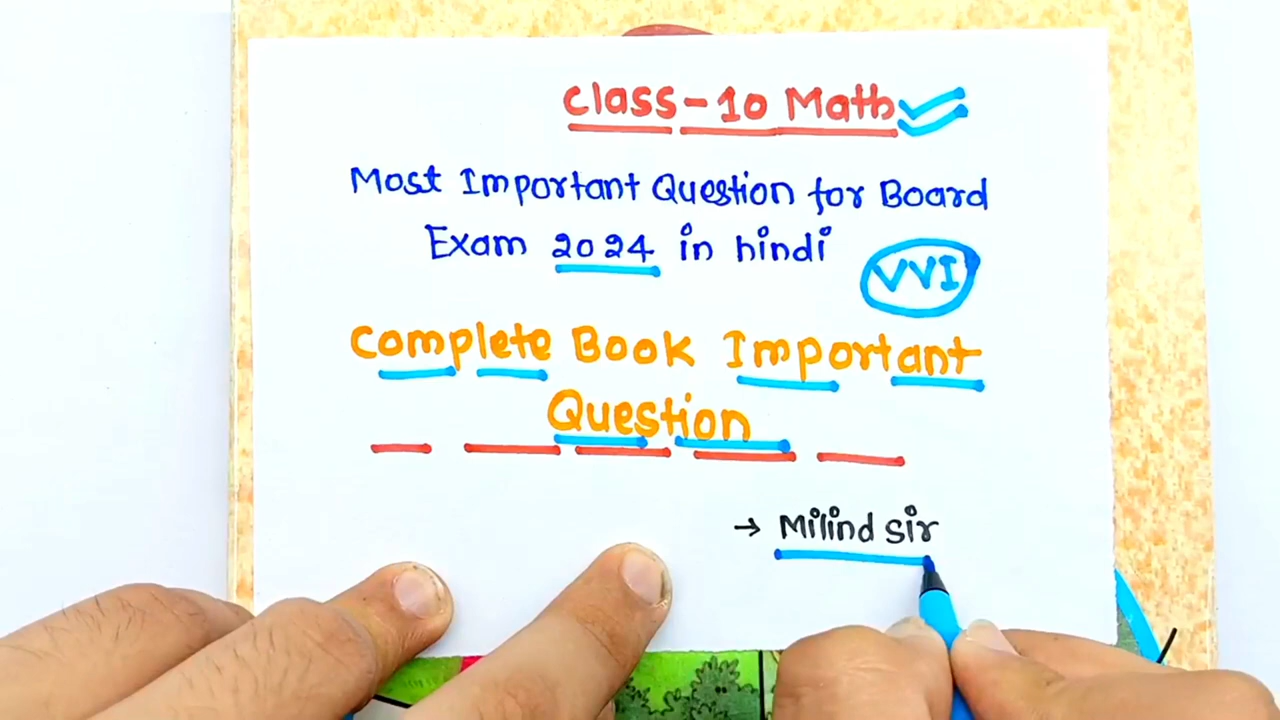 Class-10 Math
Most Important Question for Board
Exam 2024 in hindi
VVI
Complete Book Important
Question
→ Milind sir